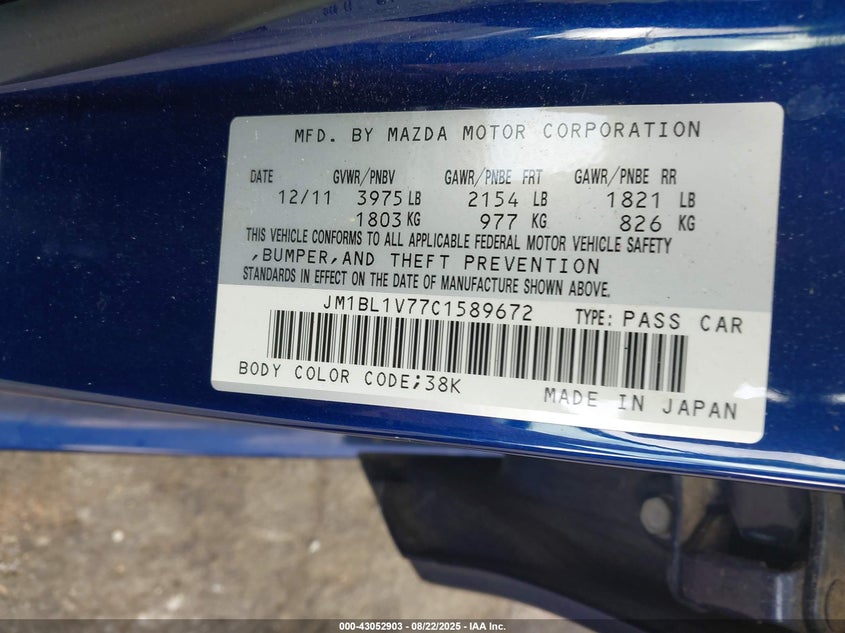 MFD. BY MAZDA MOTOR CORPORATION
DATE GVWR/PNBV GAWR/PNBE FRT GAWR/PNBE RR
12/11 3975 LB 2154 LB 1821 LB
1803 KG 977 KG 826 KG
THIS VEHICLE CONFORMS TO ALL APPLICABLE FEDERAL MOTOR VEHICLE SAFETY
,BUMPER,AND THEFT PREVENTION
STANDARDS IN EFFECT ON THE DATE OF MANUFACTURE SHOWN ABOVE.
JM1BL1V77C1589672 TYPE: PASS CAR
BODY COLOR CODE;38K MADE IN JAPAN
000-43052903 - 08/22/2025 - IAA Inc.